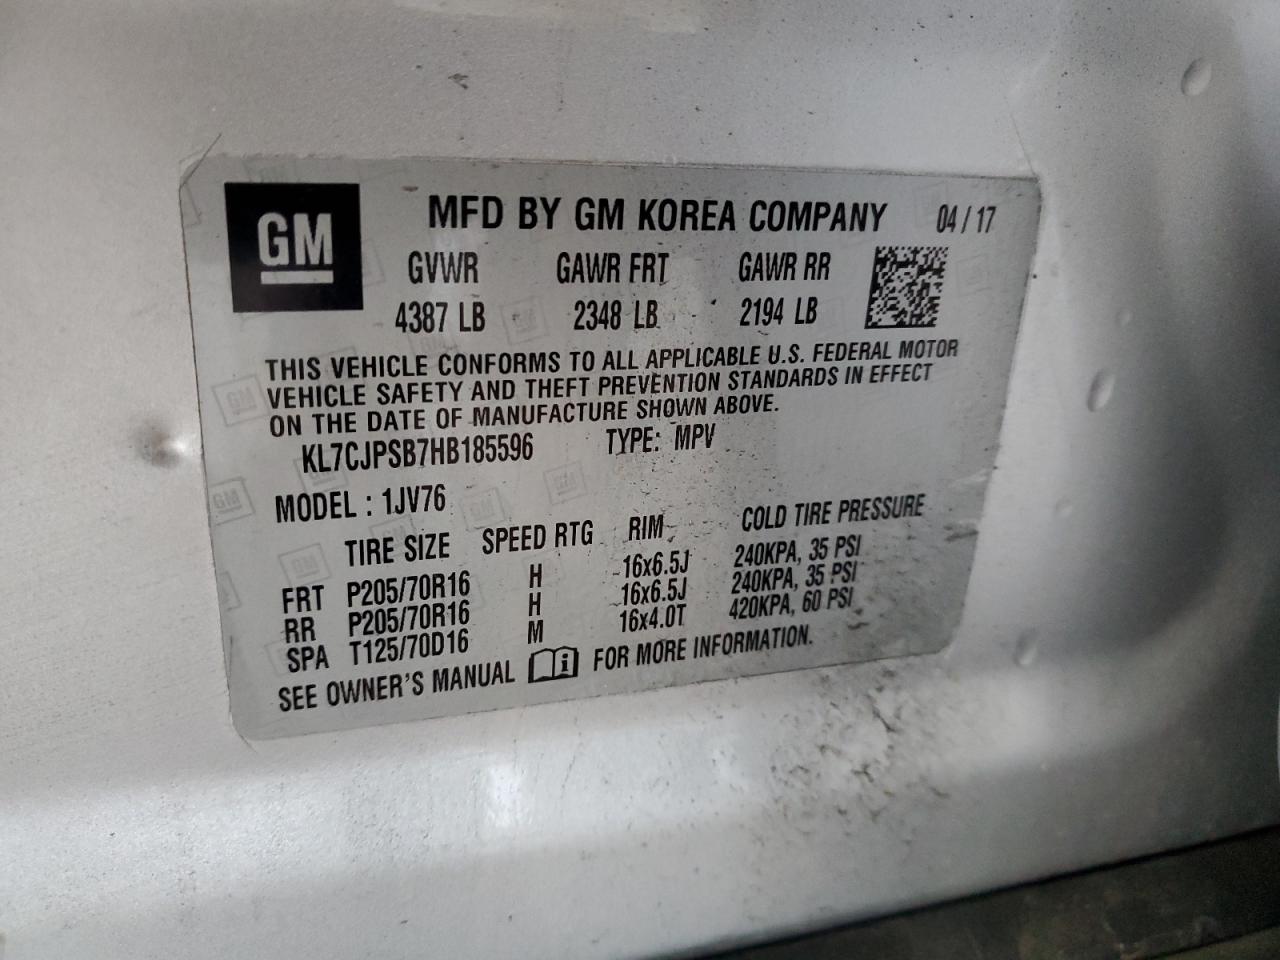 GM
MFD BY GM KOREA COMPANY 04/17
GVWR GAWR FRT GAWR RR
4387 LB 2348 LB 2194 LB
THIS VEHICLE CONFORMS TO ALL APPLICABLE U.S. FEDERAL MOTOR
VEHICLE SAFETY AND THEFT PREVENTION STANDARDS IN EFFECT
ON THE DATE OF MANUFACTURE SHOWN ABOVE.
KL7CJPSB7HB185596 TYPE: MPV
MODEL : 1JV76
TIRE SIZE SPEED RTG RIM COLD TIRE PRESSURE
FRT P205/70R16 H 16x6.5J 240KPA, 35 PSI
RR P205/70R16 H 16x6.5J 240KPA, 35 PSI
SPA T125/70D16 M 16x4.0T 420KPA, 60 PSI
SEE OWNER'S MANUAL i FOR MORE INFORMATION.